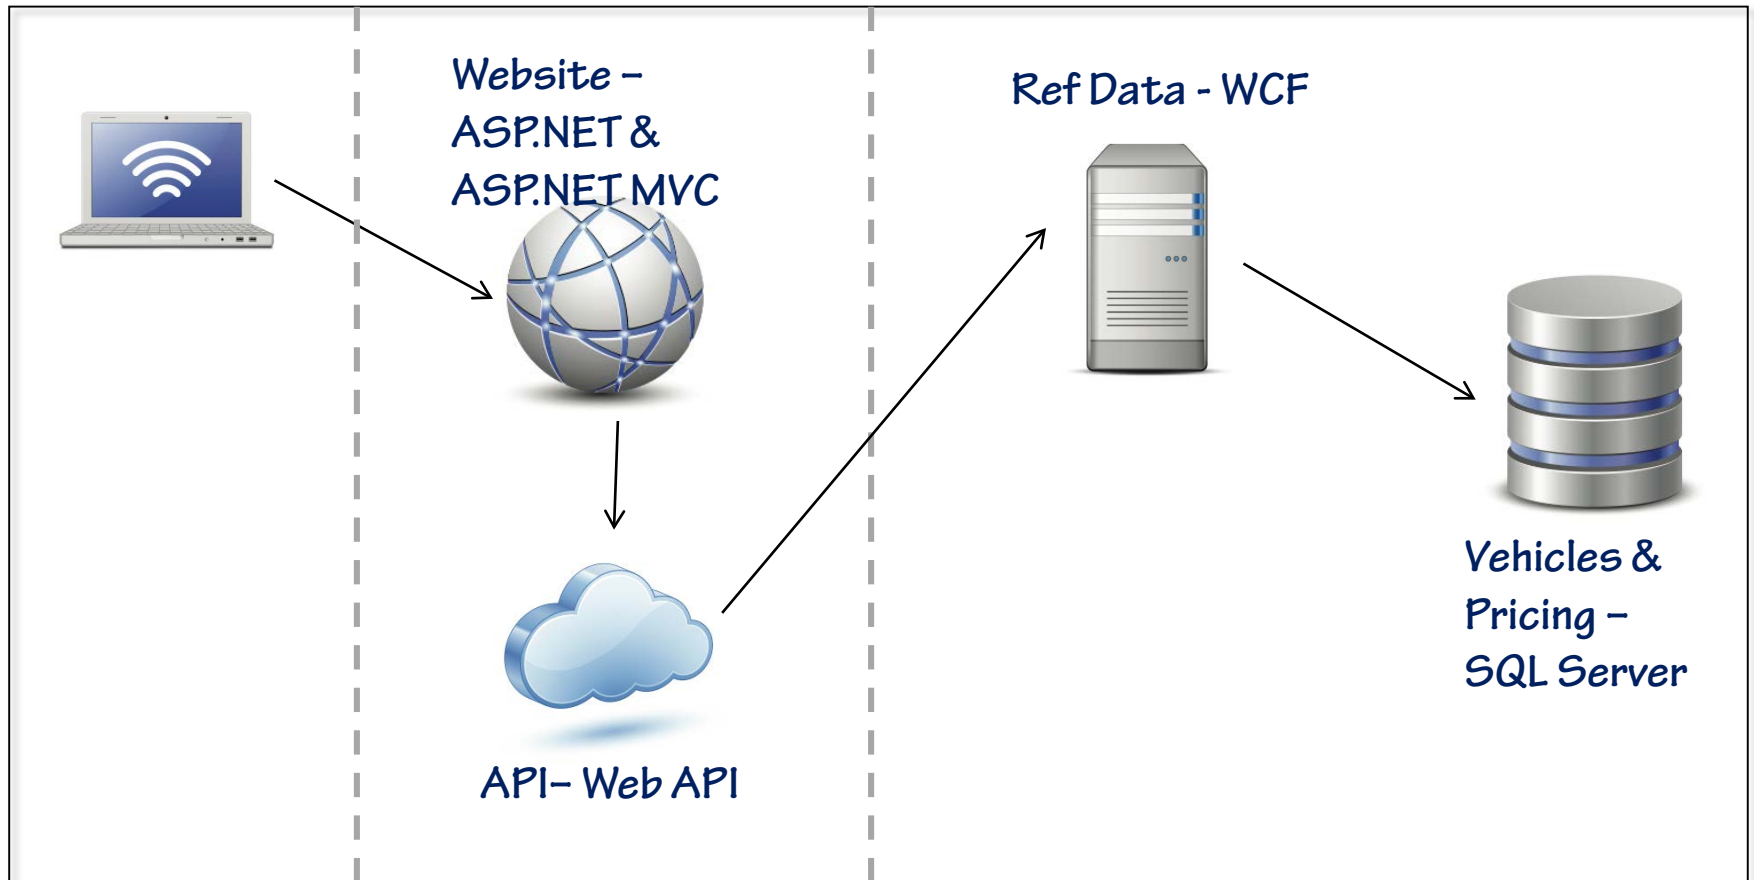 Website –
ASP.NET &
ASP.NET MVC
Ref Data - WCF
Vehicles &
Pricing –
SQL Server
API– Web API